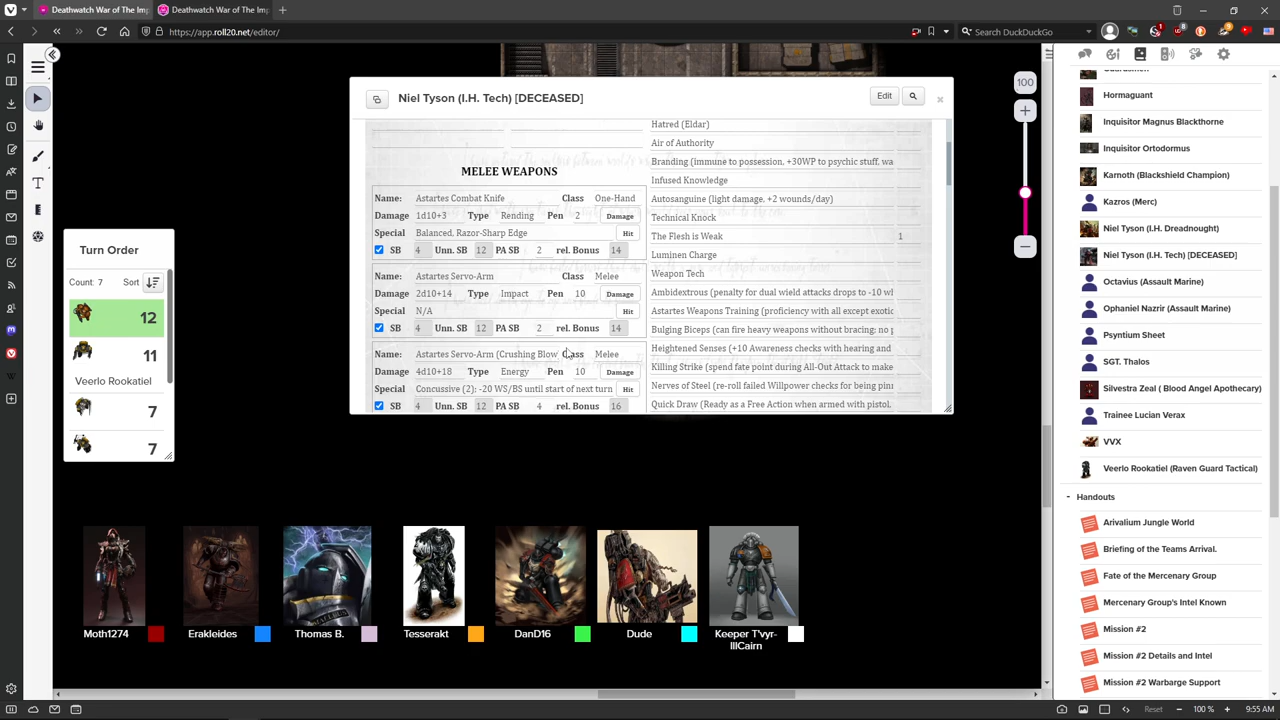 Deathwatch War of The Imp
Deathwatch War of The Imp
https://app.roll20.net/editor/
Search DuckDuckGo
100
Niel Tyson (I.H. Tech) [DECEASED]
Edit
MELEE WEAPONS
Name: Astartes Combat Knife Class One-Hand
Damage 1d10+3 Type Rending Pen 2 Damage
Special Balanced, Razor-Sharp Edge Hit
SB 4 Unn. SB 12 PA SB 2 rel. Bonus 14
Name: Astartes Servo-Arm Class Melee
Damage 2d10+14 Type Impact Pen 10 Damage
Special N/A Hit
SB 4 Unn. SB 12 PA SB 2 rel. Bonus 14
Name: Astartes Servo-Arm (Crushing Blow Class Melee
Damage 4d10+18 Type Energy Pen 10 Damage
Special Concussive (2): -20 WS/BS until start of next turn Hit
SB 4 Unn. SB 12 PA SB 4 rel. Bonus 16
Hatred (Eldar)
Air of Authority
Branding (immune to possession, +30WP to psychic stuff, wa
Infused Knowledge
Autosanguine (light damage, +2 wounds/day)
Technical Knock
The Flesh is Weak 1
Luminen Charge
Weapon Tech
Ambidextrous (penalty for dual wield attacks drops to -10 wl
Astartes Weapons Training (proficiency with all except exotic
Bulging Biceps (can fire heavy weapons without bracing; no
Heightened Senses (+10 Awareness checks with hearing and
Killing Strike (spend fate point during All-Out Attack to make
Nerves of Steel (re-roll failed Willpower checks for being pin
Quick Draw (Ready as a Free Action when armed with pistol,
Turn Order
Count: 7 Sort
12
11
Veerlo Rookatiel
7
7
Moth1274
Erakleides
Thomas B.
Misserakt
DanD16
Dude
Keeper T'vyr-
IllCairn
Hormaguant
Inquisitor Magnus Blackthorne
Inquisitor Ortodormus
Karnoth (Blackshield Champion)
Kazros (Merc)
Niel Tyson (I.H. Dreadnought)
Niel Tyson (I.H. Tech) [DECEASED]
Octavius (Assault Marine)
Ophaniel Nazrir (Assault Marine)
Psyntium Sheet
SGT. Thalos
Silvestra Zeal ( Blood Angel Apothecary)
Trainee Lucian Verax
VVX
Veerlo Rookatiel (Raven Guard Tactical)
Handouts
Arivalium Jungle World
Briefing of the Teams Arrival.
Fate of the Mercenary Group
Mercenary Group's Intel Known
Mission #2
Mission #2 Details and Intel
Mission #2 Warbarge Support
100 %
9:55 AM